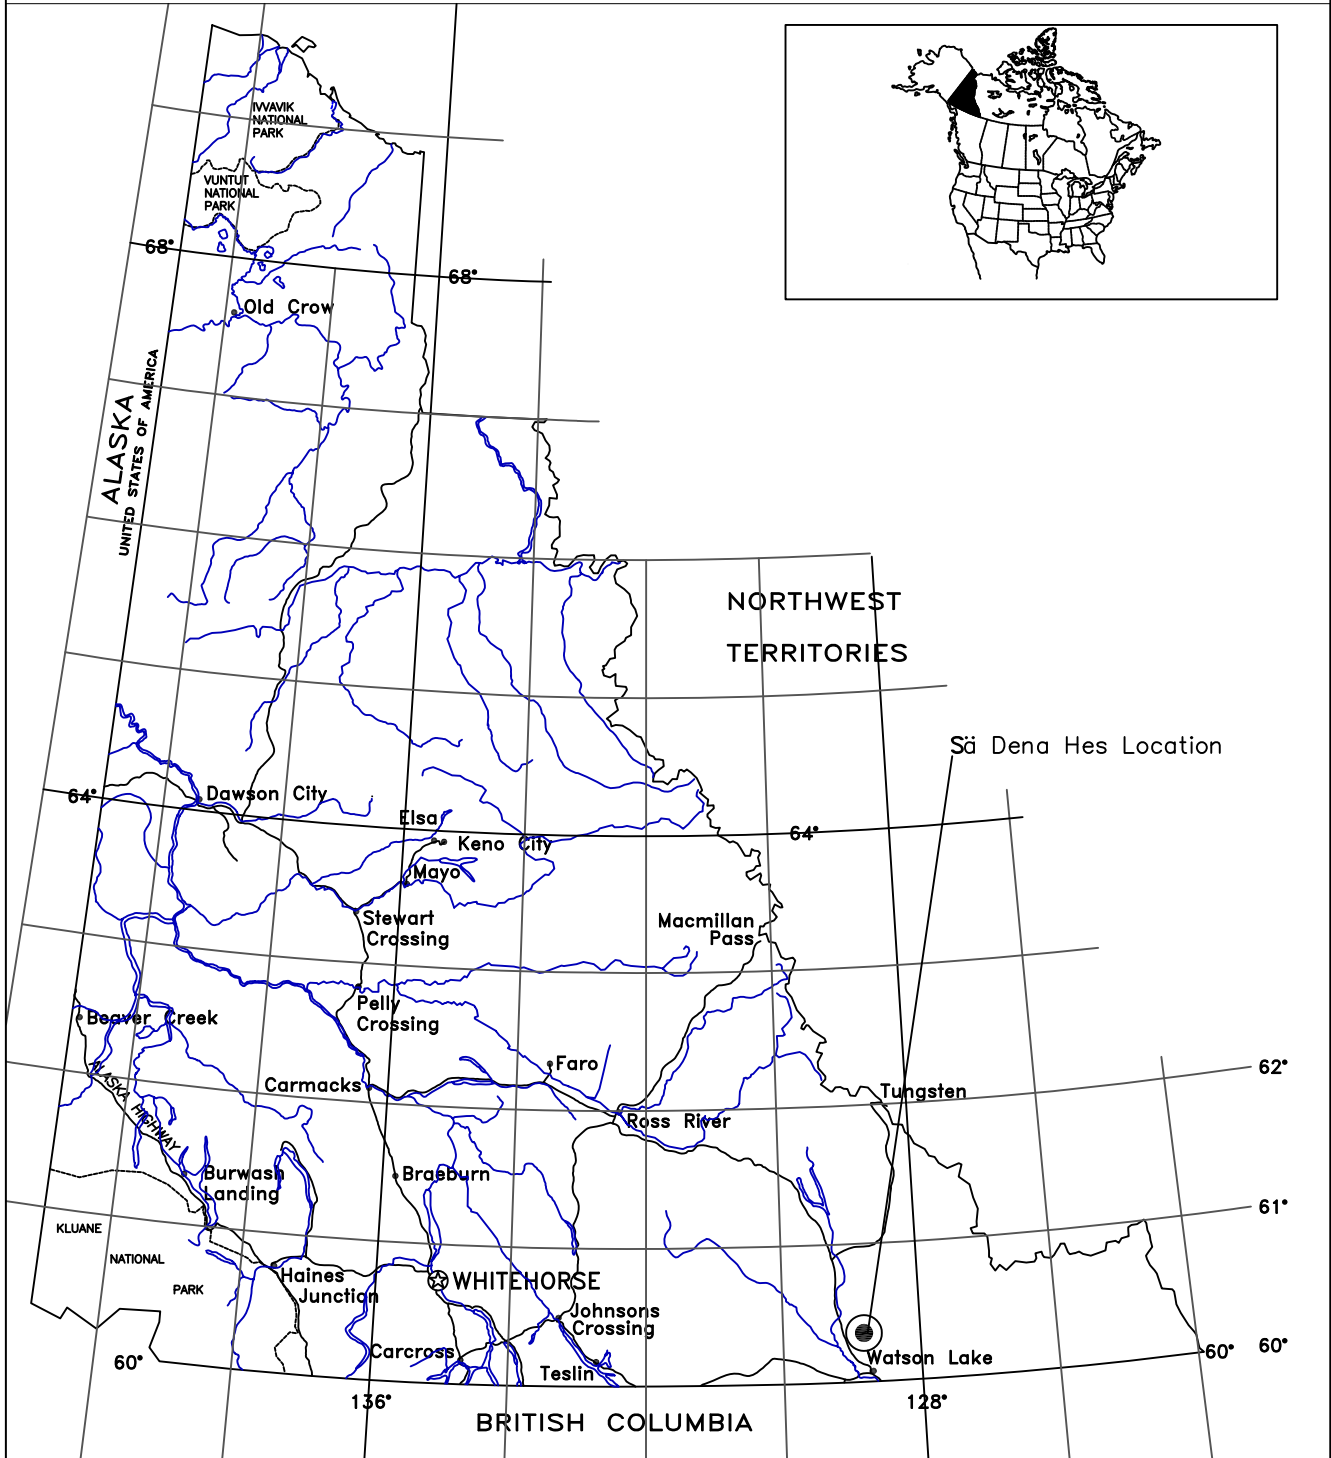 IVVAVIK
NATIONAL
PARK
VUNTUT
NATIONAL
PARK
68°
68°
Old Crow
ALASKA
UNITED STATES OF AMERICA
NORTHWEST
TERRITORIES
Sä Dena Hes Location
64°
Dawson City
Elsa
64°
Keno City
Mayo
Stewart
Crossing
Macmillan
Pass
Pelly
Crossing
Beaver Creek
Faro
62°
ALASKA HIGHWAY
Carmacks
Tungsten
Ross River
Burwash
Landing
Braeburn
61°
KLUANE
NATIONAL
PARK
Haines
Junction
WHITEHORSE
Johnsons
Crossing
Carcross
Teslin
Watson Lake
60°
60°
60°
136°
128°
BRITISH COLUMBIA